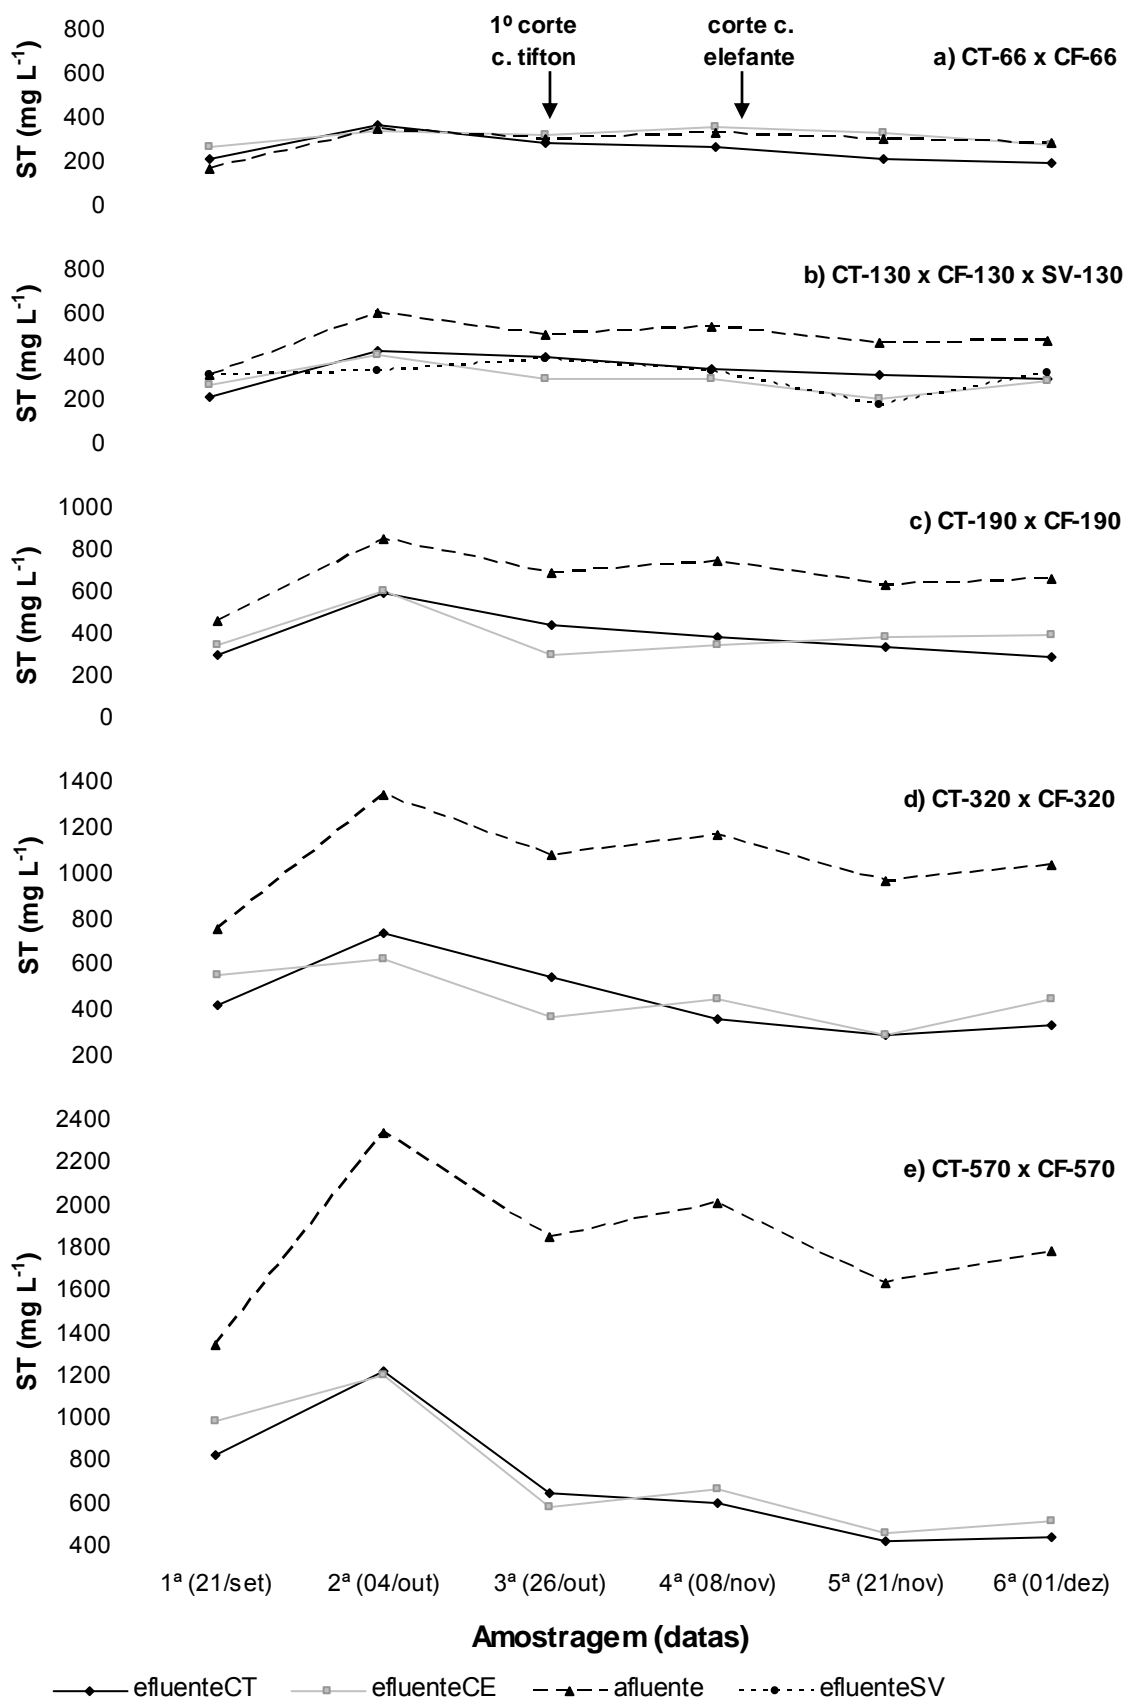 1º corte
c. tifton
corte c.
elefante
a) CT-66 x CF-66
ST (mg L⁻¹)
800
600
400
200
0
b) CT-130 x CF-130 x SV-130
ST (mg L⁻¹)
800
600
400
200
0
c) CT-190 x CF-190
ST (mg L⁻¹)
1000
800
600
400
200
0
d) CT-320 x CF-320
ST (mg L⁻¹)
1400
1200
1000
800
600
400
200
e) CT-570 x CF-570
ST (mg L⁻¹)
2400
2200
2000
1800
1600
1400
1200
1000
800
600
400
1ª (21/set) 2ª (04/out) 3ª (26/out) 4ª (08/nov) 5ª (21/nov) 6ª (01/dez)
Amostragem (datas)
efluenteCT efluenteCE afluente efluenteSV